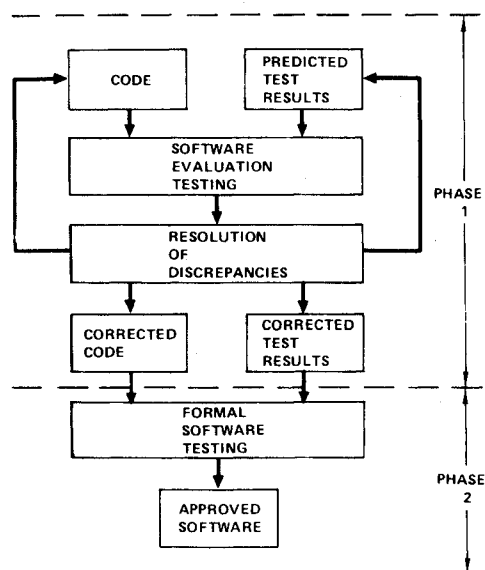 CODE
PREDICTED
TEST
RESULTS
SOFTWARE
EVALUATION
TESTING
PHASE
1
RESOLUTION
OF
DISCREPANCIES
CORRECTED
CODE
CORRECTED
TEST
RESULTS
FORMAL
SOFTWARE
TESTING
PHASE
2
APPROVED
SOFTWARE